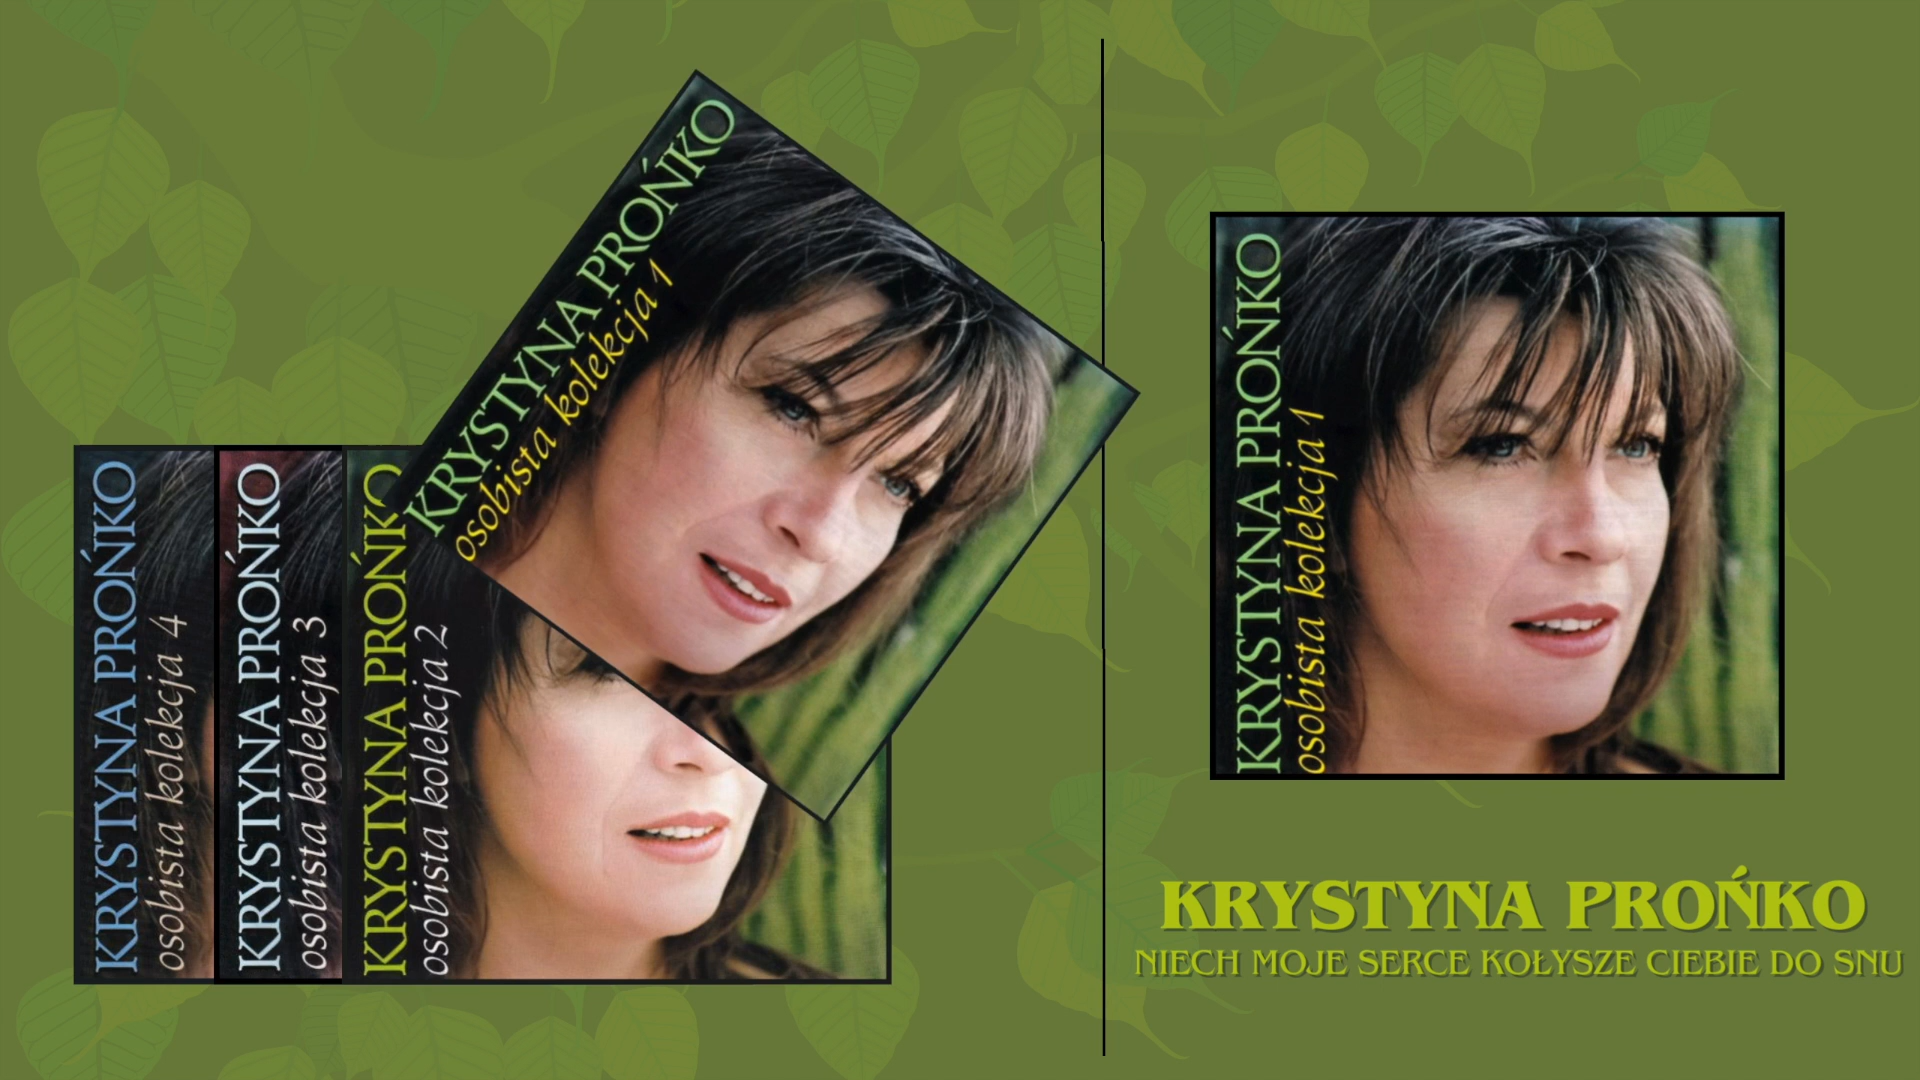 KRYSTYNA PROŃKO
osobista kolekcja 4
KRYSTYNA PROŃKO
osobista kolekcja 3
KRYSTYNA PROŃKO
osobista kolekcja 2
KRYSTYNA PROŃKO
osobista kolekcja 1
KRYSTYNA PROŃKO
osobista kolekcja 1
KRYSTYNA PROŃKO
NIECH MOJE SERCE KOŁYSZE CIEBIE DO SNU